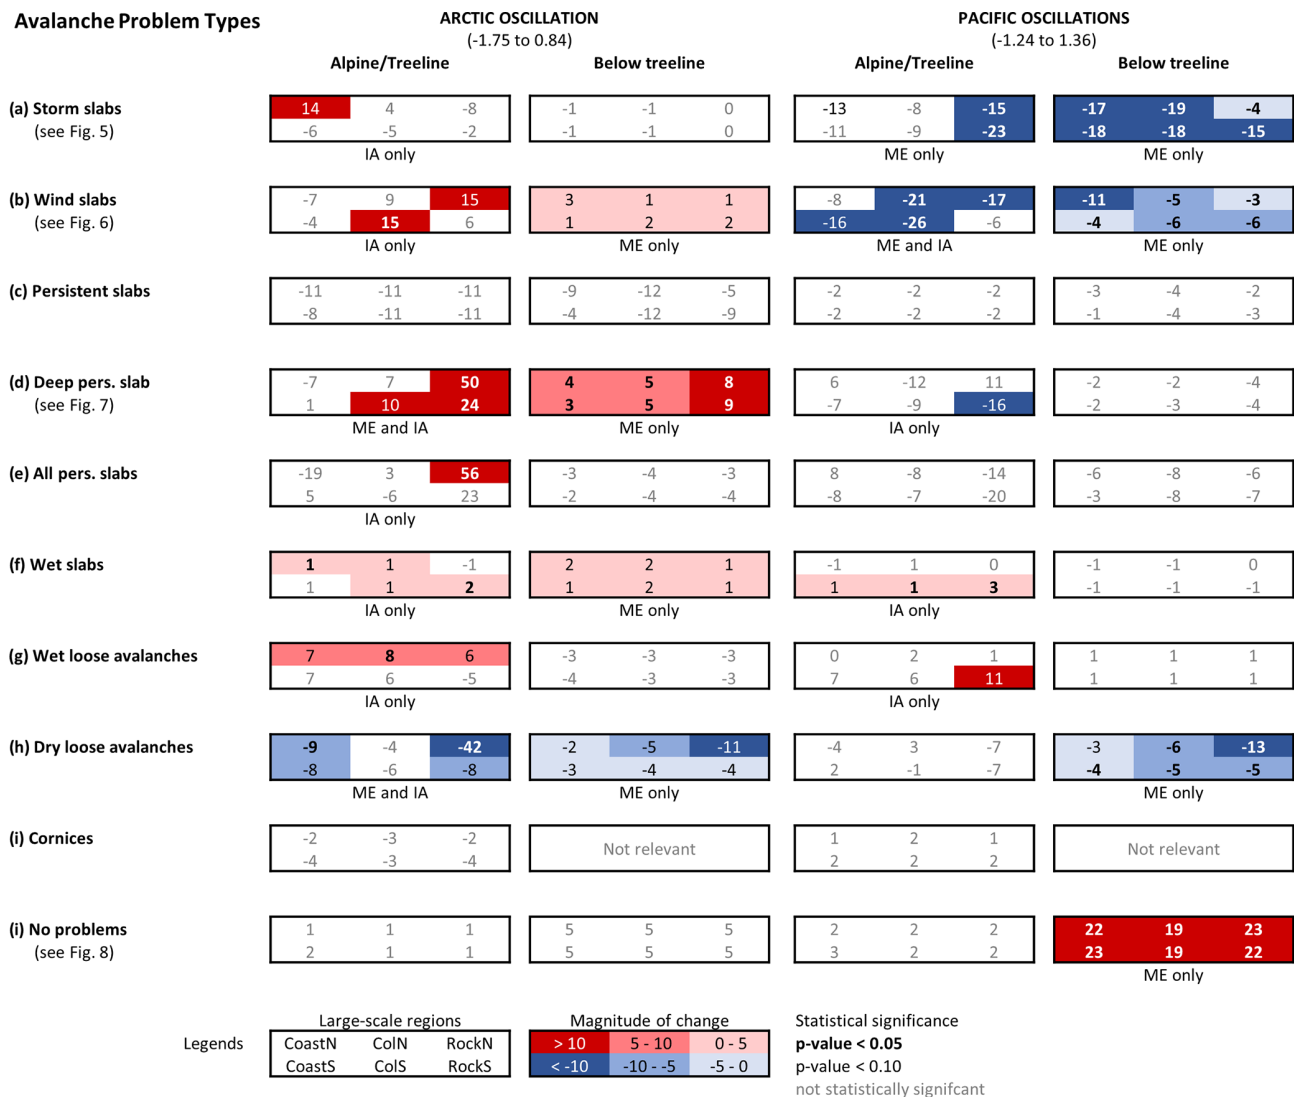 Avalanche Problem Types
ARCTIC OSCILLATION
PACIFIC OSCILLATIONS
(-1.75 to 0.84)
(-1.24 to 1.36)
Alpine/Treeline Below treeline Alpine/Treeline Below treeline
(a) Storm slabs 14 4 -8 -1 -1 0 -13 -8 -15 -17 -19 -4
(see Fig. 5) -6 -5 -2 -1 -1 0 -11 -9 -23 -18 -18 -15
IA only ME only ME only
(b) Wind slabs -7 9 15 3 1 1 -8 -21 -17 -11 -5 -3
(see Fig. 6) -4 15 6 1 2 2 -16 -26 -6 -4 -6 -6
IA only ME only ME and IA ME only
(c) Persistent slabs -11 -11 -11 -9 -12 -5 -2 -2 -2 -3 -4 -2
-8 -11 -11 -4 -12 -9 -2 -2 -2 -1 -4 -3
(d) Deep pers. slab -7 7 50 4 5 8 6 -12 11 -2 -2 -4
(see Fig. 7) 1 10 24 3 5 9 -7 -9 -16 -2 -3 -4
ME and IA ME only IA only
(e) All pers. slabs -19 3 56 -3 -4 -3 8 -8 -14 -6 -8 -6
5 -6 23 -2 -4 -4 -8 -7 -20 -3 -8 -7
IA only
(f) Wet slabs 1 1 -1 2 2 1 -1 1 0 -1 -1 0
1 1 2 1 2 1 1 1 3 -1 -1 -1
IA only ME only IA only
(g) Wet loose avalanches 7 8 6 -3 -3 -3 0 2 1 1 1 1
7 6 -5 -4 -3 -3 7 6 11 1 1 1
IA only IA only
(h) Dry loose avalanches -9 -4 -42 -2 -5 -11 -4 3 -7 -3 -6 -13
-8 -6 -8 -3 -4 -4 2 -1 -7 -4 -5 -5
ME and IA ME only ME only
(i) Cornices -2 -3 -2 Not relevant 1 2 1 Not relevant
-4 -3 -4 2 2 2
(i) No problems 1 1 1 5 5 5 2 2 2 22 19 23
(see Fig. 8) 2 1 1 5 5 5 3 2 2 23 19 22
ME only
Large-scale regions Magnitude of change Statistical significance
Legends CoastN ColN RockN > 10 5 - 10 0 - 5 p-value < 0.05
CoastS ColS RockS < -10 -10 - -5 -5 - 0 p-value < 0.10
not statistically signifcant